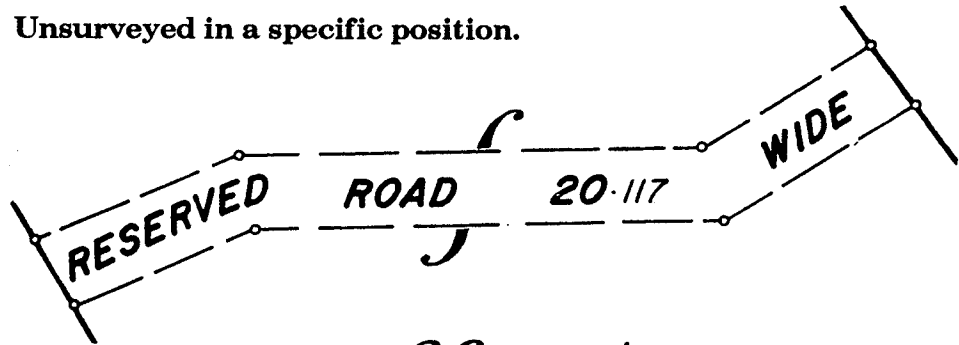 Unsurveyed in a specific position.
RESERVED ROAD 20·117 WIDE